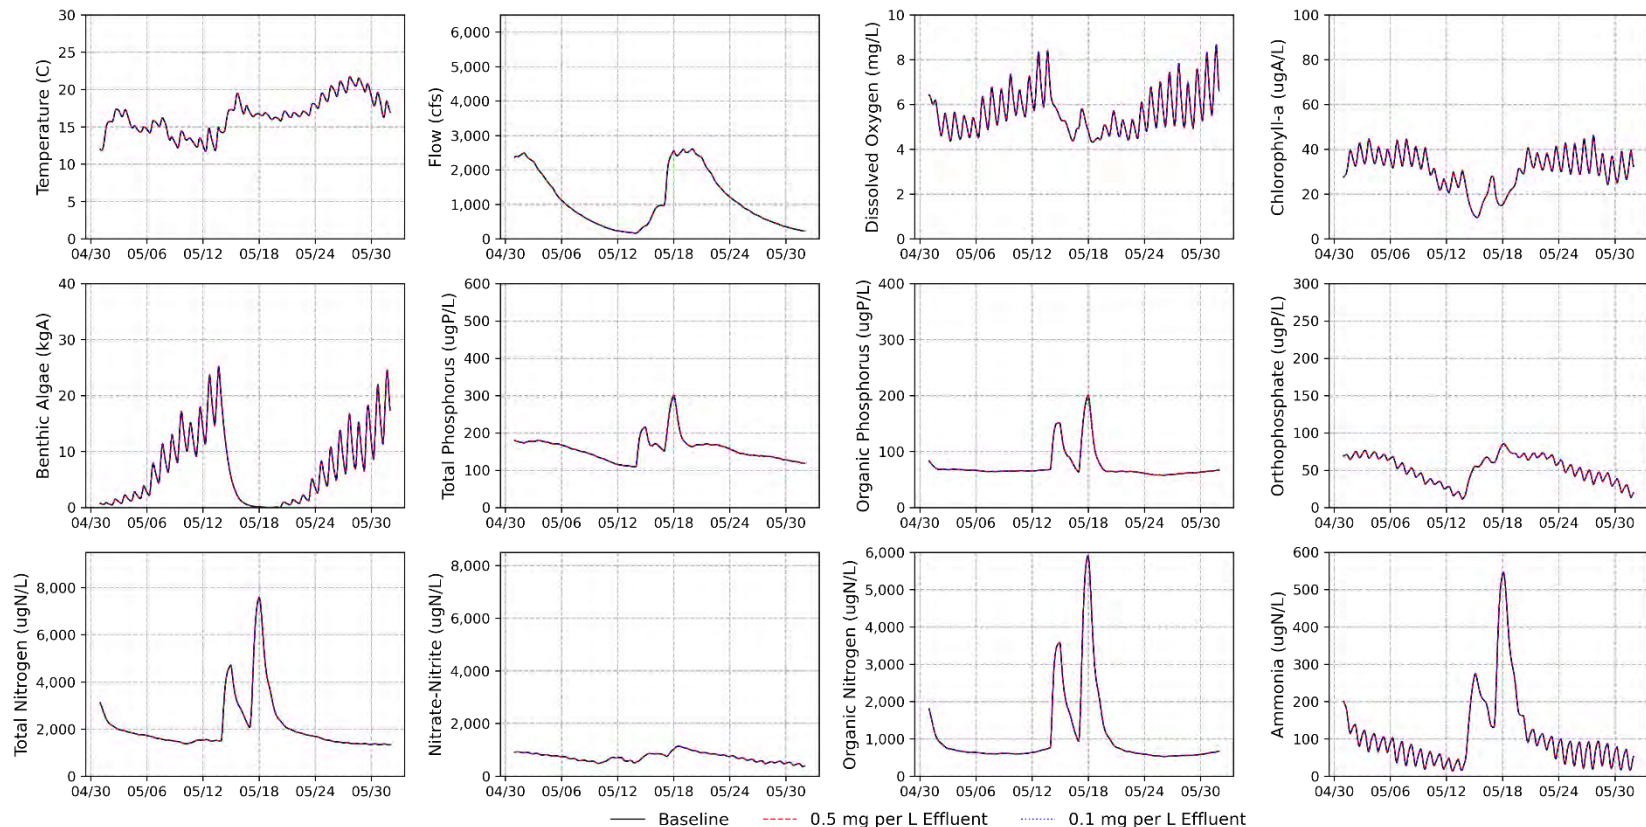 Temperature (C)
30
25
20
15
10
5
0
04/30 05/06 05/12 05/18 05/24 05/30
Flow (cfs)
6,000
5,000
4,000
3,000
2,000
1,000
0
04/30 05/06 05/12 05/18 05/24 05/30
Dissolved Oxygen (mg/L)
10
8
6
4
2
0
04/30 05/06 05/12 05/18 05/24 05/30
Chlorophyll-a (ugA/L)
100
80
60
40
20
0
04/30 05/06 05/12 05/18 05/24 05/30
Benthic Algae (kgA)
40
30
20
10
0
04/30 05/06 05/12 05/18 05/24 05/30
Total Phosphorus (ugP/L)
600
500
400
300
200
100
0
04/30 05/06 05/12 05/18 05/24 05/30
Organic Phosphorus (ugP/L)
400
300
200
100
0
04/30 05/06 05/12 05/18 05/24 05/30
Orthophosphate (ugP/L)
300
250
200
150
100
50
0
04/30 05/06 05/12 05/18 05/24 05/30
Total Nitrogen (ugN/L)
8,000
6,000
4,000
2,000
0
04/30 05/06 05/12 05/18 05/24 05/30
Nitrate-Nitrite (ugN/L)
8,000
6,000
4,000
2,000
0
04/30 05/06 05/12 05/18 05/24 05/30
Organic Nitrogen (ugN/L)
6,000
5,000
4,000
3,000
2,000
1,000
0
04/30 05/06 05/12 05/18 05/24 05/30
Ammonia (ugN/L)
600
500
400
300
200
100
0
04/30 05/06 05/12 05/18 05/24 05/30
Baseline 0.5 mg per L Effluent 0.1 mg per L Effluent